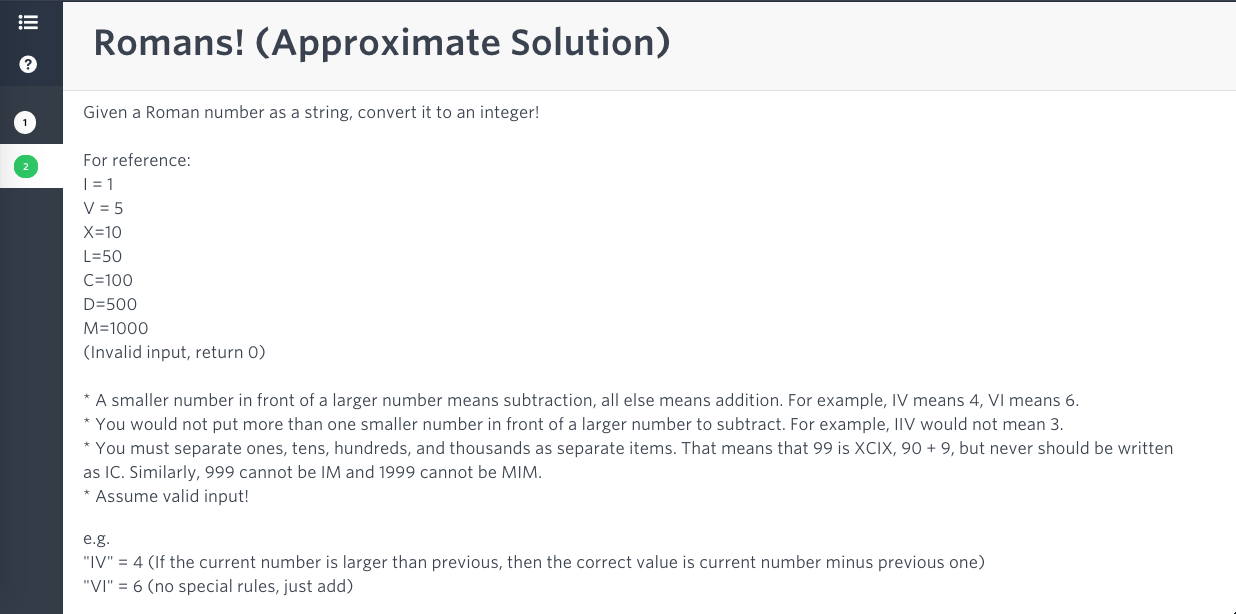 Romans! (Approximate Solution)
?
1
2
Given a Roman number as a string, convert it to an integer!
For reference:
I = 1
V = 5
X=10
L=50
C=100
D=500
M=1000
(Invalid input, return 0)
* A smaller number in front of a larger number means subtraction, all else means addition. For example, IV means 4, VI means 6.
* You would not put more than one smaller number in front of a larger number to subtract. For example, IIV would not mean 3.
* You must separate ones, tens, hundreds, and thousands as separate items. That means that 99 is XCIX, 90 + 9, but never should be written
as IC. Similarly, 999 cannot be IM and 1999 cannot be MIM.
* Assume valid input!
e.g.
"IV" = 4 (If the current number is larger than previous, then the correct value is current number minus previous one)
"VI" = 6 (no special rules, just add)